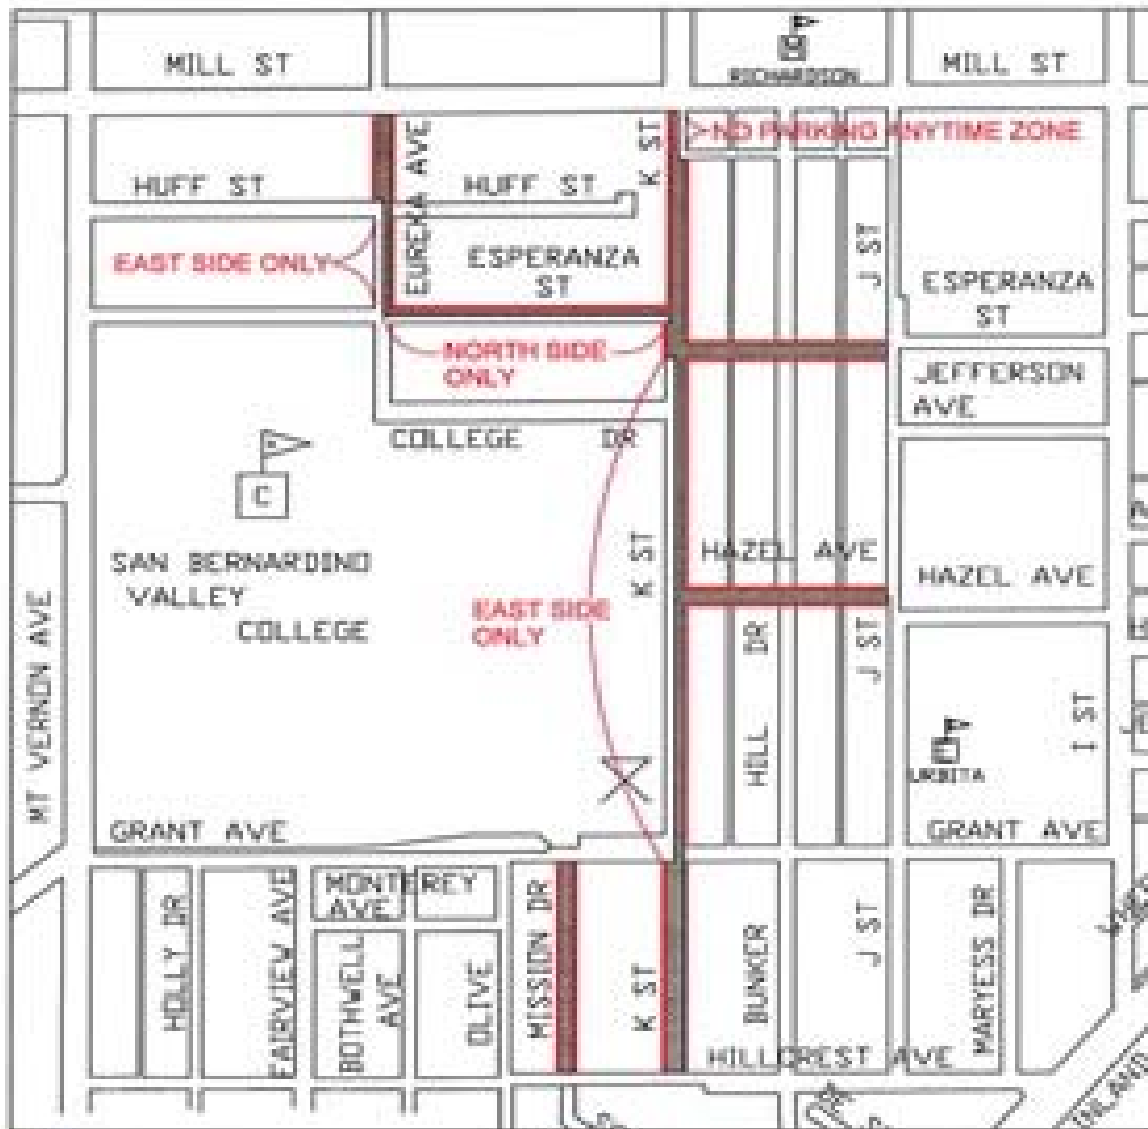 MILL ST
RICHARDSON
MILL ST
NO PARKING ANYTIME ZONE
EUREKA AVE
K ST
HUFF ST
HUFF ST
J ST
EAST SIDE ONLY
ESPERANZA
ST
ESPERANZA
ST
NORTH SIDE
ONLY
JEFFERSON
AVE
COLLEGE DR
C
SAN BERNARDINO
VALLEY
COLLEGE
K ST
HAZEL AVE
HAZEL AVE
EAST SIDE
ONLY
MT VERNON AVE
HILL DR
J ST
I ST
URBITA
GRANT AVE
GRANT AVE
HOLLY DR
FAIRVIEW AVE
MONTEREY
AVE
BOTHWELL
AVE
OLIVE
MISSION DR
K ST
BUNKER
J ST
MARYESS DR
HILLCREST AVE
INLAND